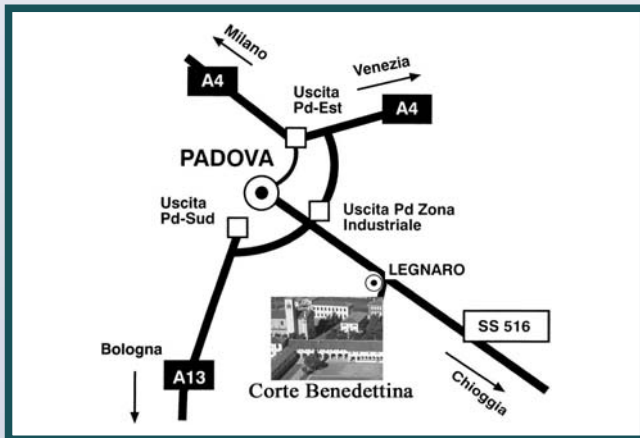 Milano
A4
Venezia
Uscita
Pd-Est
A4
PADOVA
Uscita
Pd-Sud
Uscita Pd Zona
Industriale
LEGNARO
SS 516
Bologna
A13
Chioggia
Corte Benedettina